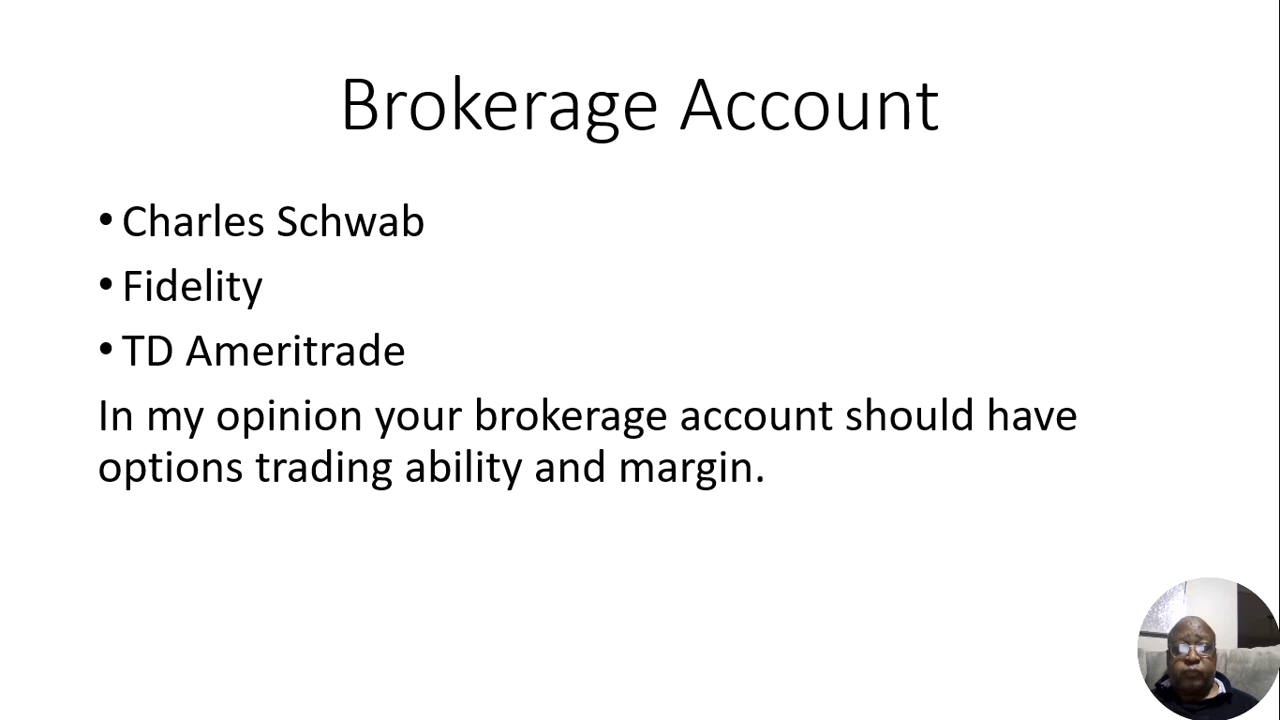 Brokerage Account
• Charles Schwab
• Fidelity
• TD Ameritrade
In my opinion your brokerage account should have
options trading ability and margin.